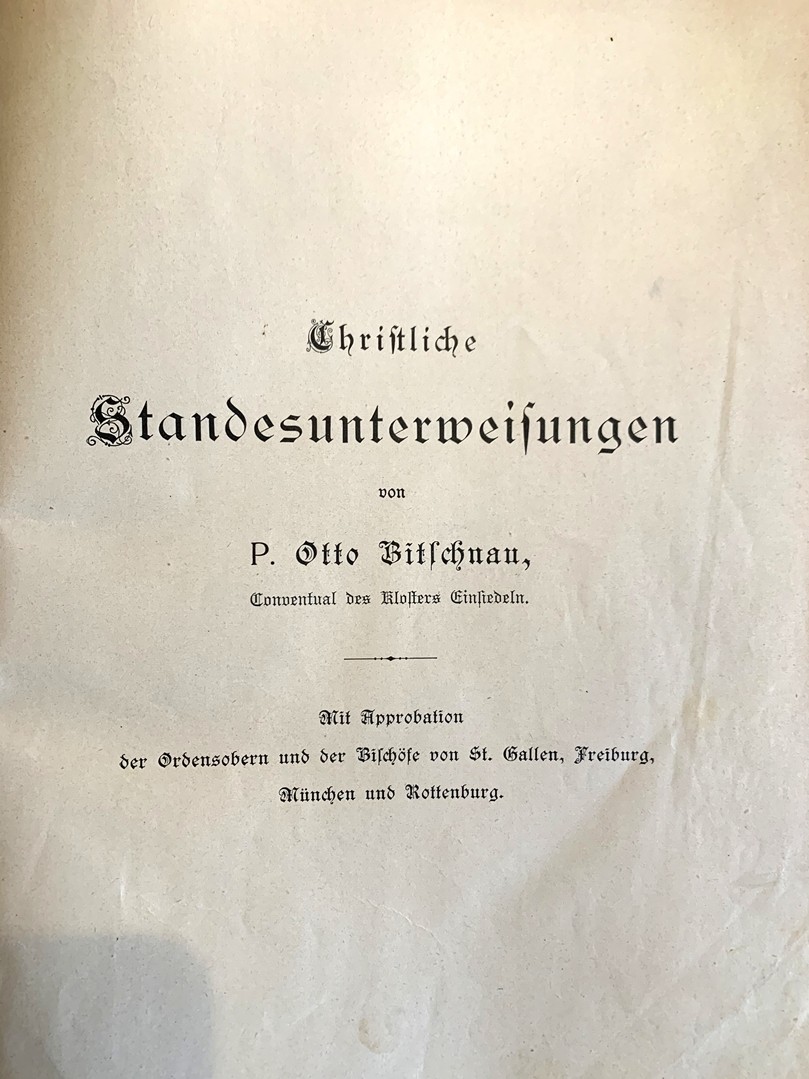 Chriſtliche
Standesunterweiſungen
von
P. Otto Bitſchnau,
Conventual des Kloſters Einſiedeln.
Mit Approbation
der Ordensobern und der Biſchöfe von St. Gallen, Freiburg,
München und Rottenburg.